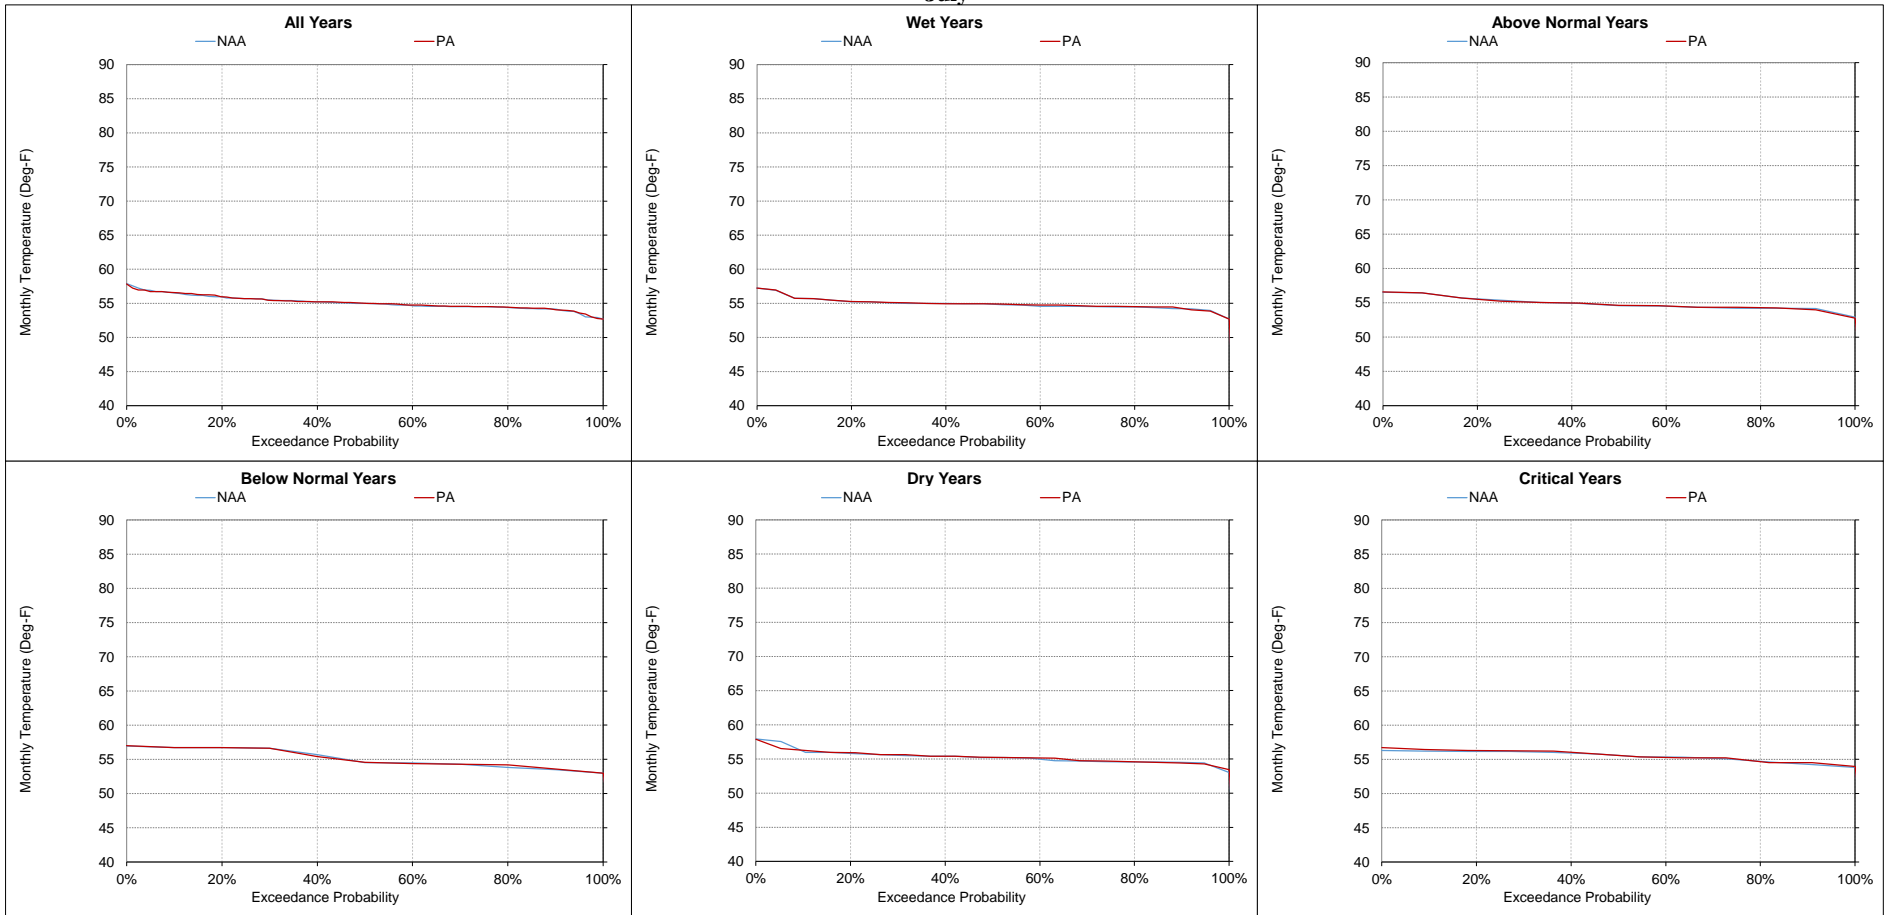 July
All Years
NAA PA
Monthly Temperature (Deg-F)
90
85
80
75
70
65
60
55
50
45
40
0% 20% 40% 60% 80% 100%
Exceedance Probability
Wet Years
NAA PA
Monthly Temperature (Deg-F)
90
85
80
75
70
65
60
55
50
45
40
0% 20% 40% 60% 80% 100%
Exceedance Probability
Above Normal Years
NAA PA
Monthly Temperature (Deg-F)
90
85
80
75
70
65
60
55
50
45
40
0% 20% 40% 60% 80% 100%
Exceedance Probability
Below Normal Years
NAA PA
Monthly Temperature (Deg-F)
90
85
80
75
70
65
60
55
50
45
40
0% 20% 40% 60% 80% 100%
Exceedance Probability
Dry Years
NAA PA
Monthly Temperature (Deg-F)
90
85
80
75
70
65
60
55
50
45
40
0% 20% 40% 60% 80% 100%
Exceedance Probability
Critical Years
NAA PA
Monthly Temperature (Deg-F)
90
85
80
75
70
65
60
55
50
45
40
0% 20% 40% 60% 80% 100%
Exceedance Probability